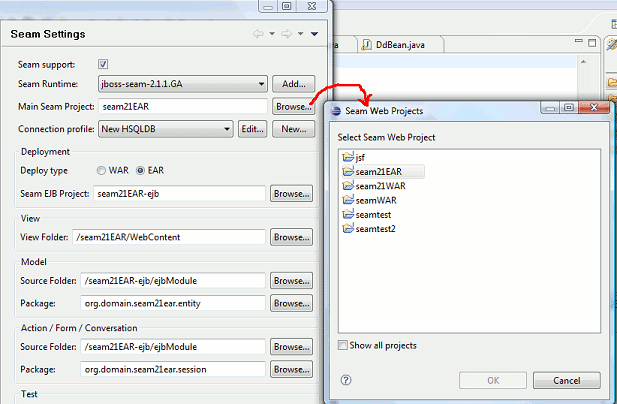 Seam Settings
Seam support:
Seam Runtime: jboss-seam-2.1.1.GA Add...
Main Seam Project: seam21EAR Browse...
Connection profile: New HSQLDB Edit... New...
Deployment
Deploy type WAR EAR
Seam EJB Project: seam21EAR-ejb Browse...
View
View Folder: /seam21EAR/WebContent Browse...
Model
Source Folder: /seam21EAR-ejb/ejbModule Browse...
Package: org.domain.seam21ear.entity Browse...
Action / Form / Conversation
Source Folder: /seam21EAR-ejb/ejbModule Browse...
Package: org.domain.seam21ear.session Browse...
Test
DdBean.java
Seam Web Projects
Select Seam Web Project
jsf
seam21EAR
seam21WAR
seamWAR
seamtest
seamtest2
Show all projects
OK Cancel